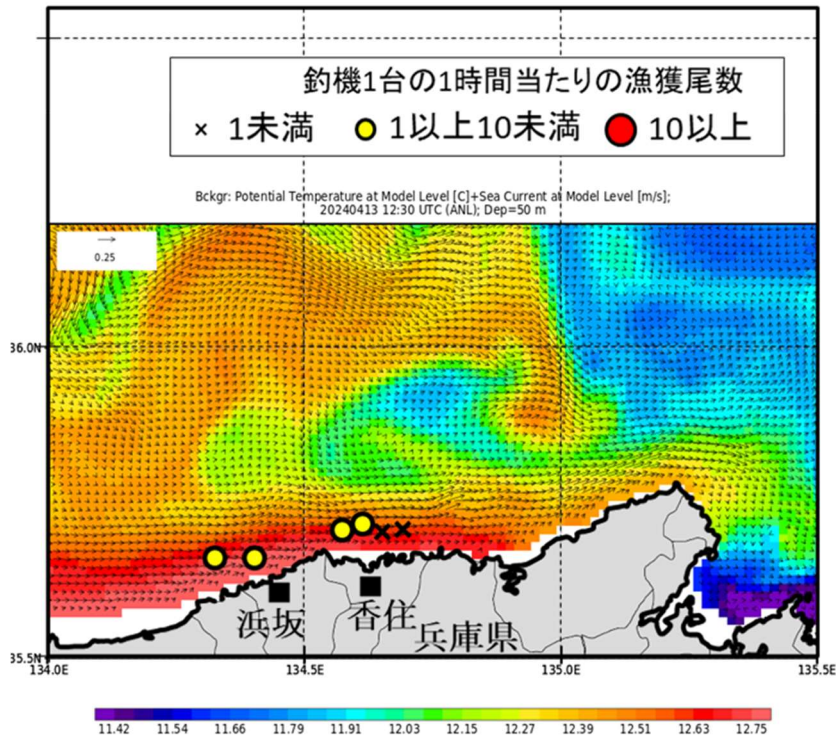 釣機1台の1時間当たりの漁獲尾数
× 1未満 1以上10未満 10以上
Bckgr: Potential Temperature at Model Level [C]+Sea Current at Model Level [m/s];
20240413 12:30 UTC (ANL); Dep=50 m
0.25
36.0N
浜坂 香住 兵庫県
35.5N
134.0E 134.5E 135.0E 135.5E
11.42 11.54 11.66 11.79 11.91 12.03 12.15 12.27 12.39 12.51 12.63 12.75